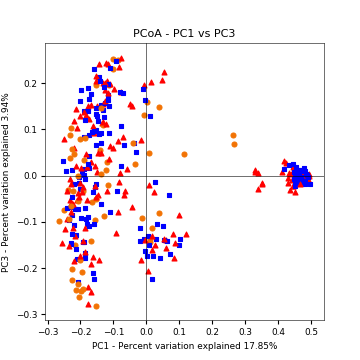 PCoA - PC1 vs PC3
PC3 - Percent variation explained 3.94%
0.2
0.1
0.0
−0.1
−0.2
−0.3
−0.3 −0.2 −0.1 0.0 0.1 0.2 0.3 0.4 0.5
PC1 - Percent variation explained 17.85%